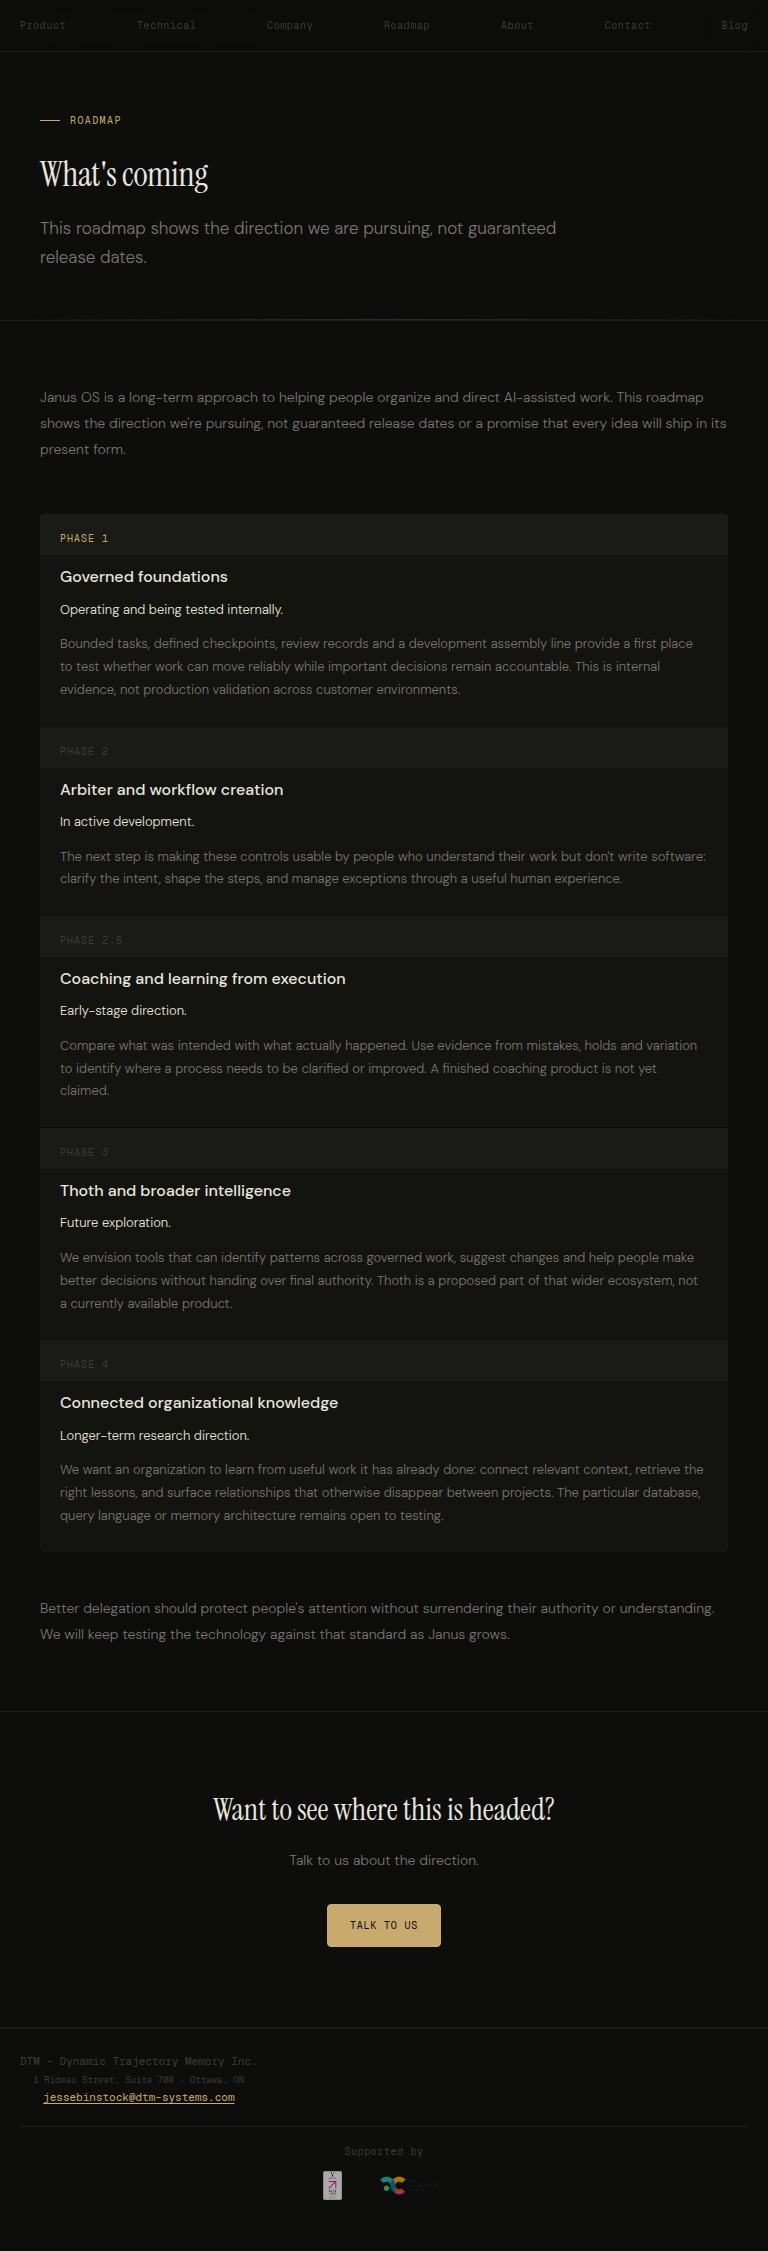 Product Technical Company Roadmap About Contact Blog
ROADMAP
What's coming
This roadmap shows the direction we are pursuing, not guaranteed
release dates.
Janus OS is a long-term approach to helping people organize and direct AI-assisted work. This roadmap
shows the direction we're pursuing, not guaranteed release dates or a promise that every idea will ship in its
present form.
PHASE 1
Governed foundations
Operating and being tested internally.
Bounded tasks, defined checkpoints, review records and a development assembly line provide a first place
to test whether work can move reliably while important decisions remain accountable. This is internal
evidence, not production validation across customer environments.
PHASE 2
Arbiter and workflow creation
In active development.
The next step is making these controls usable by people who understand their work but don't write software:
clarify the intent, shape the steps, and manage exceptions through a useful human experience.
PHASE 2.5
Coaching and learning from execution
Early-stage direction.
Compare what was intended with what actually happened. Use evidence from mistakes, holds and variation
to identify where a process needs to be clarified or improved. A finished coaching product is not yet
claimed.
PHASE 3
Thoth and broader intelligence
Future exploration.
We envision tools that can identify patterns across governed work, suggest changes and help people make
better decisions without handing over final authority. Thoth is a proposed part of that wider ecosystem, not
a currently available product.
PHASE 4
Connected organizational knowledge
Longer-term research direction.
We want an organization to learn from useful work it has already done: connect relevant context, retrieve the
right lessons, and surface relationships that otherwise disappear between projects. The particular database,
query language or memory architecture remains open to testing.
Better delegation should protect people's attention without surrendering their authority or understanding.
We will keep testing the technology against that standard as Janus grows.
Want to see where this is headed?
Talk to us about the direction.
TALK TO US
DTM - Dynamic Trajectory Memory Inc.
1 Rideau Street, Suite 700 · Ottawa, ON
jessebinstock@dtm-systems.com
Supported by